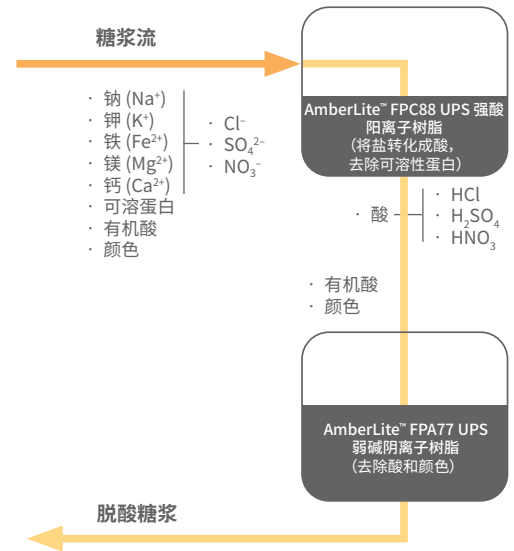 糖浆流
· 钠 (Na⁺)
· 钾 (K⁺)
· 铁 (Fe²⁺)
· 镁 (Mg²⁺)
· 钙 (Ca²⁺)
· 可溶蛋白
· 有机酸
· 颜色
· Cl⁻
· SO₄²⁻
· NO₃⁻
AmberLite™ FPC88 UPS 强酸
阳离子树脂
（将盐转化成酸，
去除可溶性蛋白）
· 酸
· HCl
· H₂SO₄
· HNO₃
· 有机酸
· 颜色
AmberLite™ FPA77 UPS
弱碱阴离子树脂
（去除酸和颜色）
脱酸糖浆